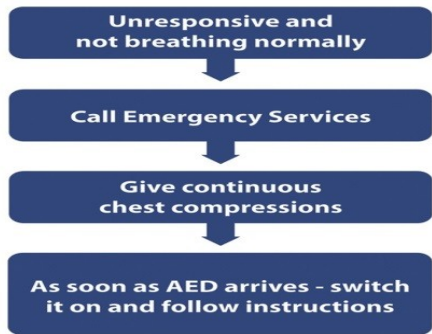 Unresponsive and
not breathing normally
Call Emergency Services
Give continuous
chest compressions
As soon as AED arrives - switch
it on and follow instructions